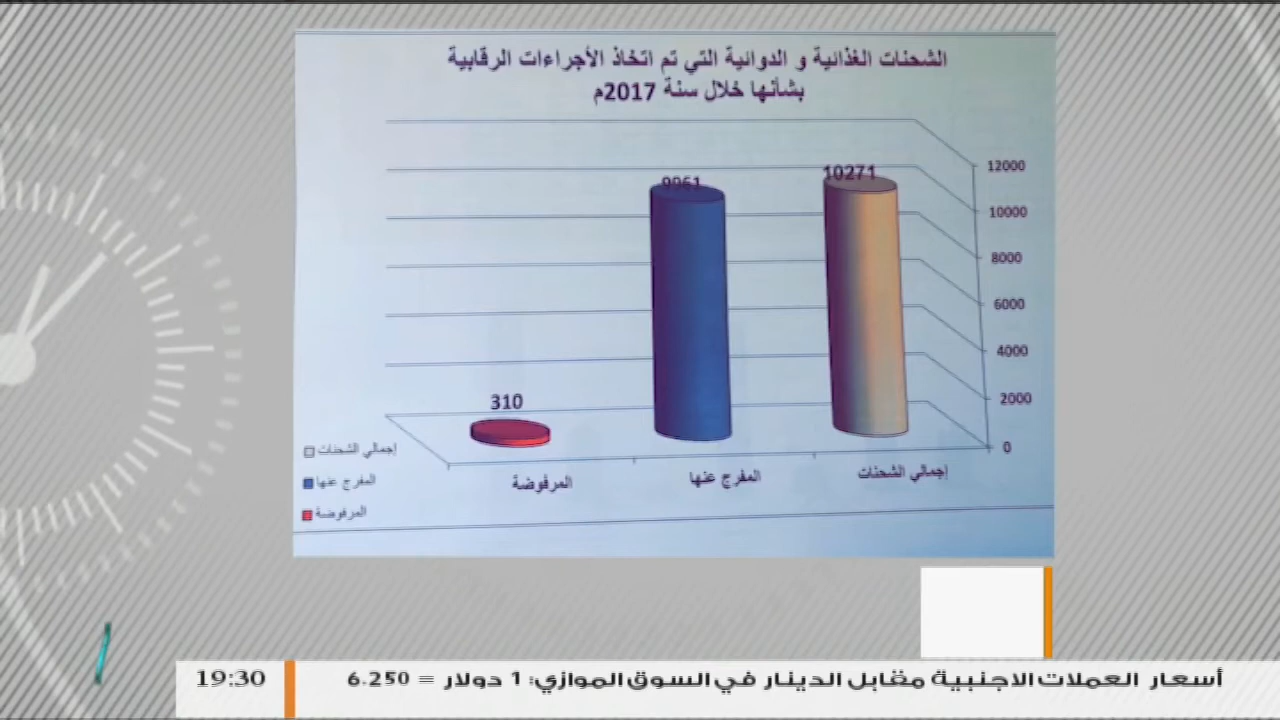 الشحنات الغذائية و الدوائية التي تم اتخاذ الأجراءات الرقابية
بشأنها خلال سنة 2017م
12000
10000
8000
6000
4000
2000
0
10271
9961
310
إجمالي الشحنات
المفرج عنها
المرفوضة
إجمالي الشحنات
المفرج عنها
المرفوضة
أسعار العملات الاجنبية مقابل الدينار في السوق الموازي: 1 دولار = 6.250
19:30